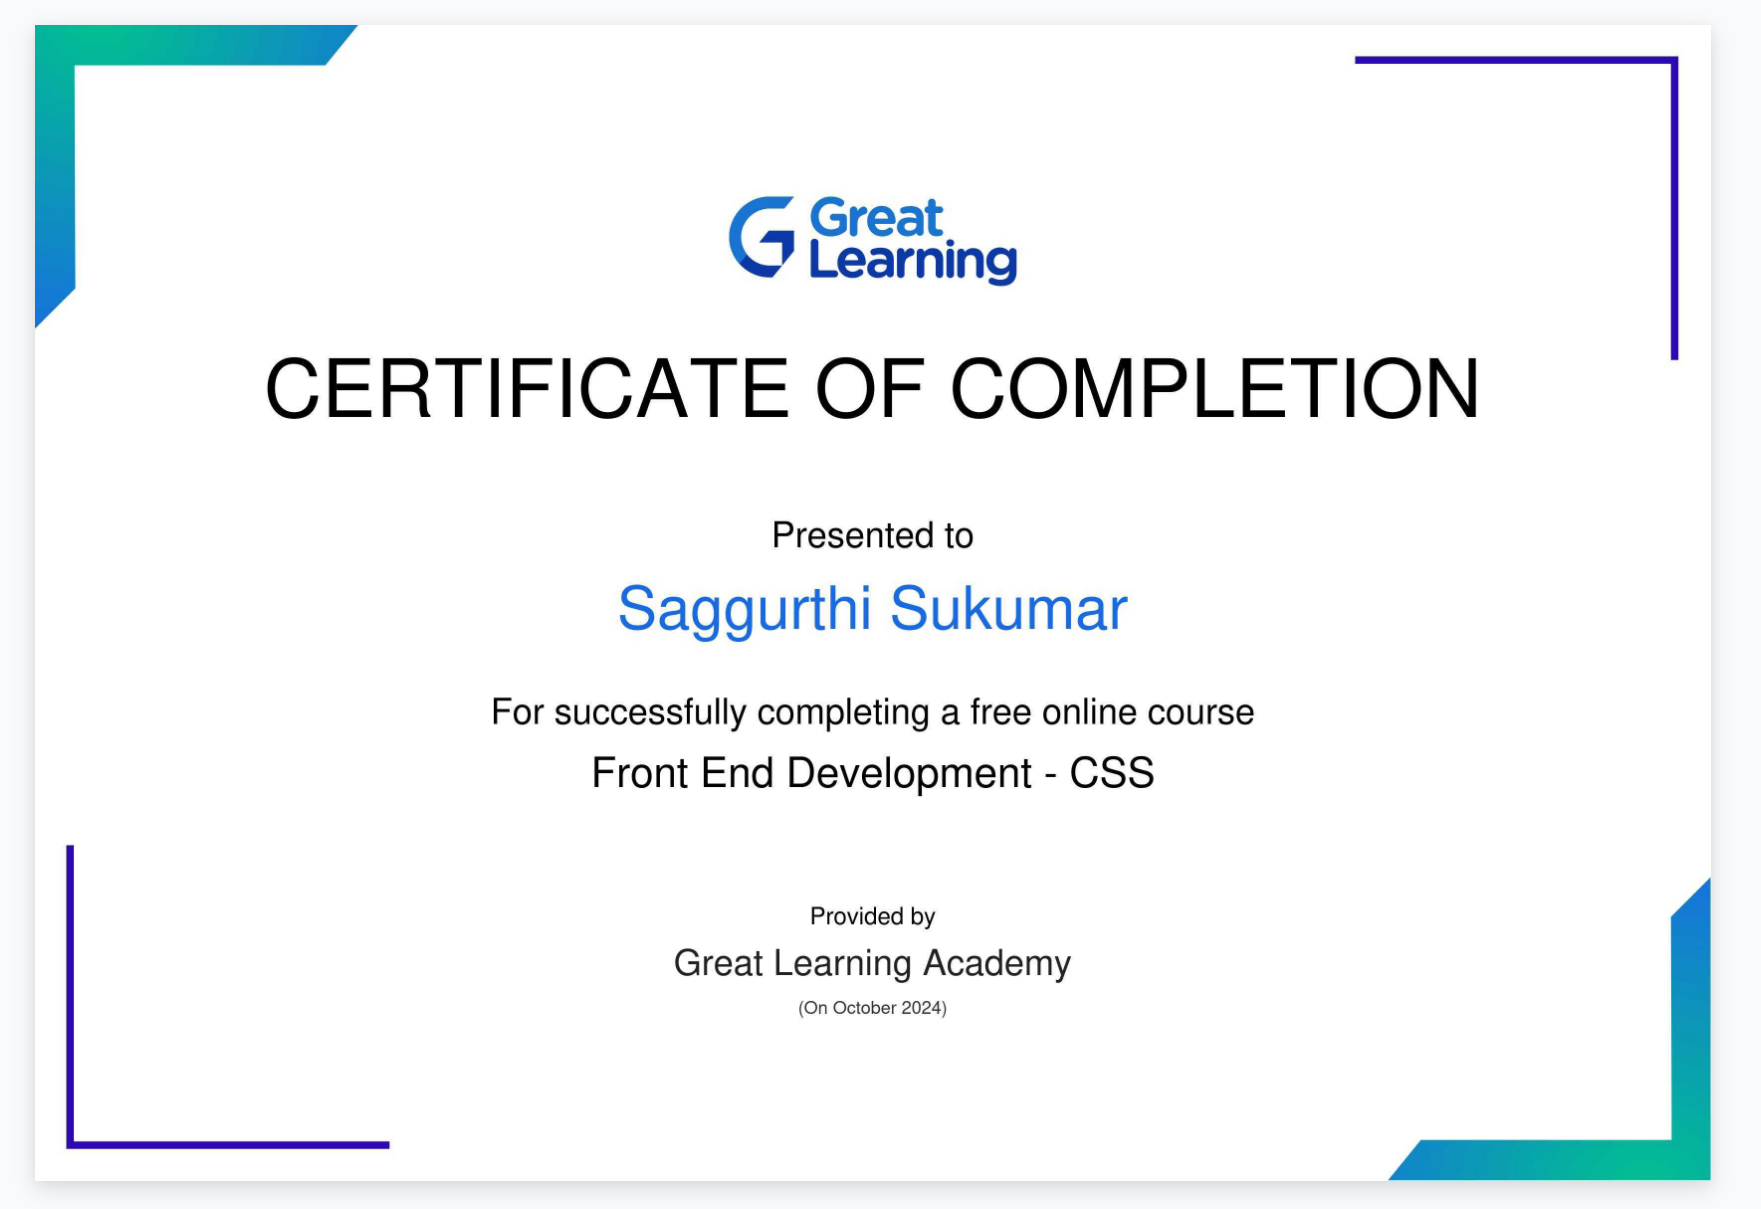 Great
Learning
CERTIFICATE OF COMPLETION
Presented to
Saggurthi Sukumar
For successfully completing a free online course
Front End Development - CSS
Provided by
Great Learning Academy
(On October 2024)